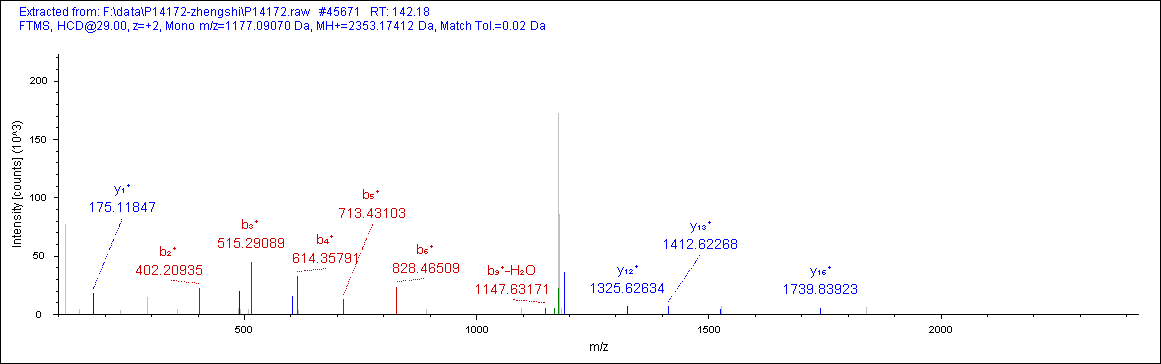 Extracted from: F:\data\P14172-zhengshi\P14172.raw #45671 RT: 142.18
FTMS, HCD@29.00, z=+2, Mono m/z=1177.09070 Da, MH+=2353.17412 Da, Match Tol.=0.02 Da
Intensity [counts] (10^3)
200
150
100
50
0
y₁⁺
175.11847
b₂⁺
402.20935
b₃⁺
515.29089
b₄⁺
614.35791
b₅⁺
713.43103
b₆⁺
828.46509
b₉⁺-H₂O
1147.63171
y₁₂⁺
1325.62634
y₁₃⁺
1412.62268
y₁₆⁺
1739.83923
500
1000
1500
2000
m/z